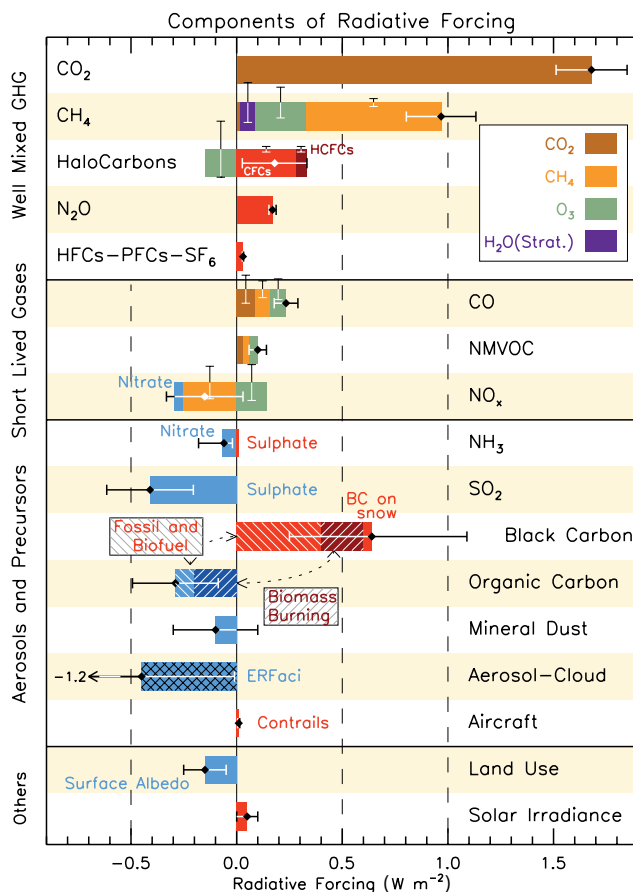 Components of Radiative Forcing
Well Mixed GHG
CO₂
CH₄
HaloCarbons
HCFCs
CFCs
N₂O
HFCs−PFCs−SF₆
CO₂
CH₄
O₃
H₂O(Strat.)
Short Lived Gases
CO
NMVOC
Nitrate
NOₓ
Aerosols and Precursors
Nitrate
Sulphate
NH₃
Sulphate
SO₂
BC on
snow
Fossil and
Biofuel
Black Carbon
Organic Carbon
Biomass
Burning
Mineral Dust
−1.2
ERFaci
Aerosol−Cloud
Contrails
Aircraft
Others
Surface Albedo
Land Use
Solar Irradiance
−0.5
0.0
0.5
1.0
1.5
Radiative Forcing (W m⁻²)